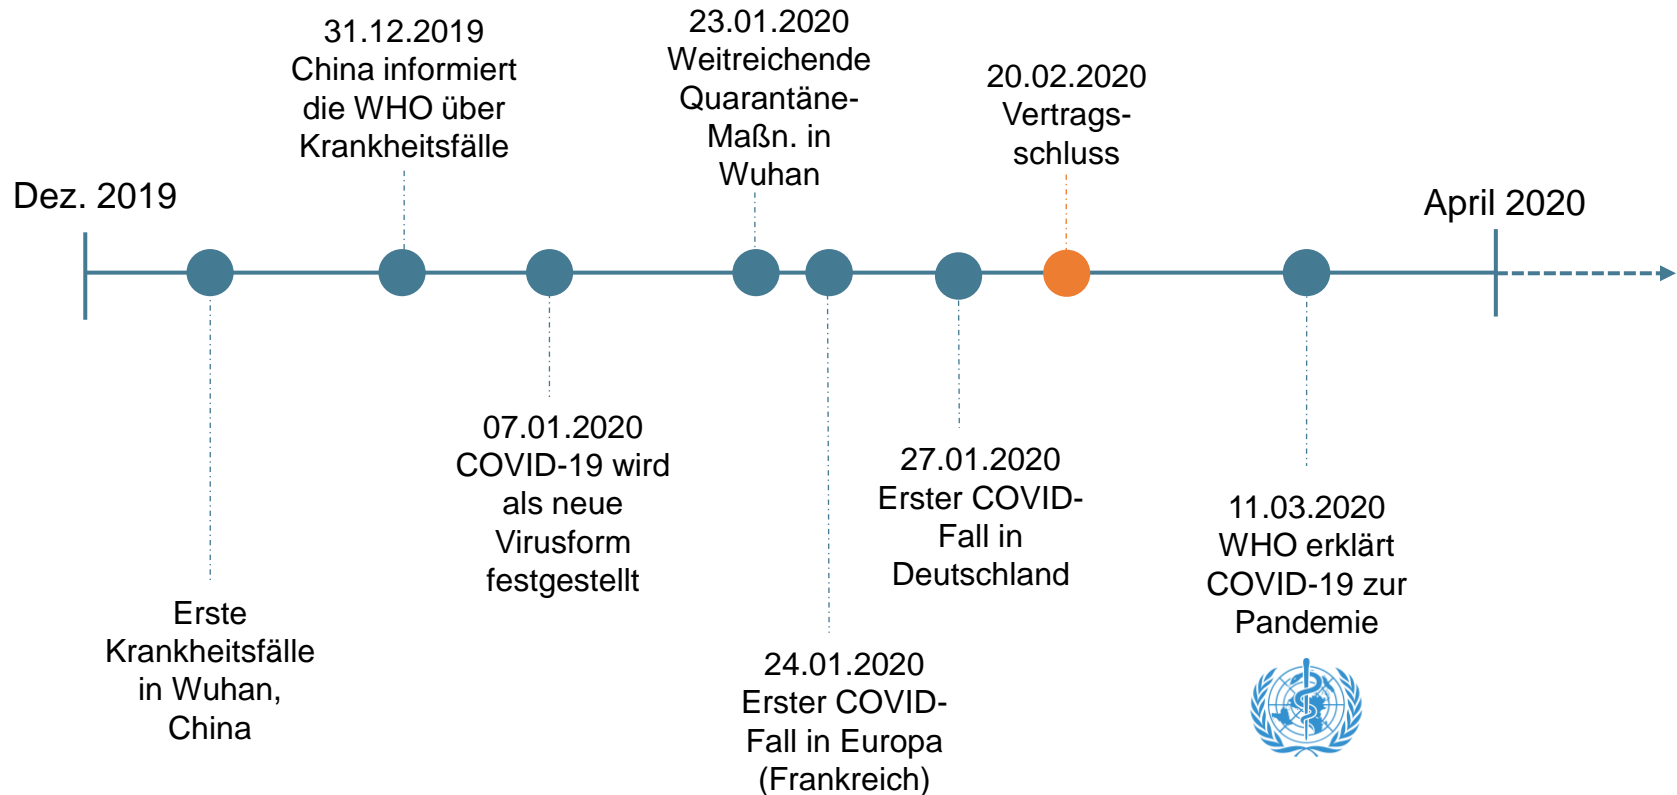 Dez. 2019
Erste
Krankheitsfälle
in Wuhan,
China
31.12.2019
China informiert
die WHO über
Krankheitsfälle
07.01.2020
COVID-19 wird
als neue
Virusform
festgestellt
23.01.2020
Weitreichende
Quarantäne-
Maßn. in
Wuhan
24.01.2020
Erster COVID-
Fall in Europa
(Frankreich)
27.01.2020
Erster COVID-
Fall in
Deutschland
20.02.2020
Vertrags-
schluss
11.03.2020
WHO erklärt
COVID-19 zur
Pandemie
April 2020